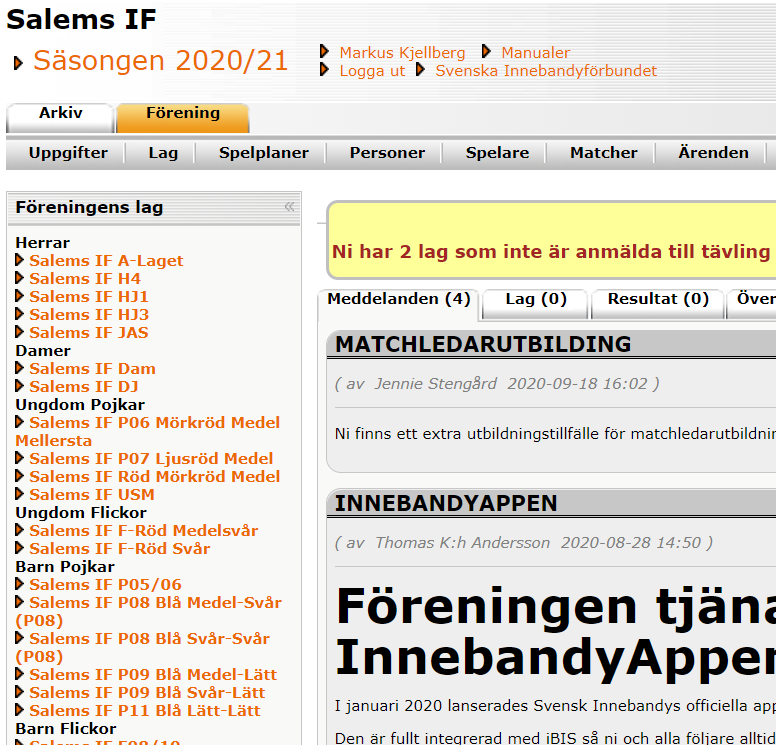 Salems IF
Säsongen 2020/21
Markus Kjellberg Manualer
Logga ut Svenska Innebandyförbundet
Arkiv Förening
Uppgifter Lag Spelplaner Personer Spelare Matcher Ärenden
Föreningens lag «
Herrar
Salems IF A-Laget
Salems IF H4
Salems IF HJ1
Salems IF HJ3
Salems IF JAS
Damer
Salems IF Dam
Salems IF DJ
Ungdom Pojkar
Salems IF P06 Mörkröd Medel
Mellersta
Salems IF P07 Ljusröd Medel
Salems IF Röd Mörkröd Medel
Salems IF USM
Ungdom Flickor
Salems IF F-Röd Medelsvår
Salems IF F-Röd Svår
Barn Pojkar
Salems IF P05/06
Salems IF P08 Blå Medel-Svår
(P08)
Salems IF P08 Blå Svår-Svår
(P08)
Salems IF P09 Blå Medel-Lätt
Salems IF P09 Blå Svår-Lätt
Salems IF P11 Blå Lätt-Lätt
Barn Flickor
Salems IF F08/10
Ni har 2 lag som inte är anmälda till tävling
Meddelanden (4) Lag (0) Resultat (0) Över
MATCHLEDARUTBILDING
( av Jennie Stengård 2020-09-18 16:02 )
Ni finns ett extra utbildningstillfälle för matchledarutbildnin
INNEBANDYAPPEN
( av Thomas K:h Andersson 2020-08-28 14:50 )
Föreningen tjäna
InnebandyAppen
I januari 2020 lanserades Svensk Innebandys officiella app
Den är fullt integrerad med iBIS så ni och alla följare alltid